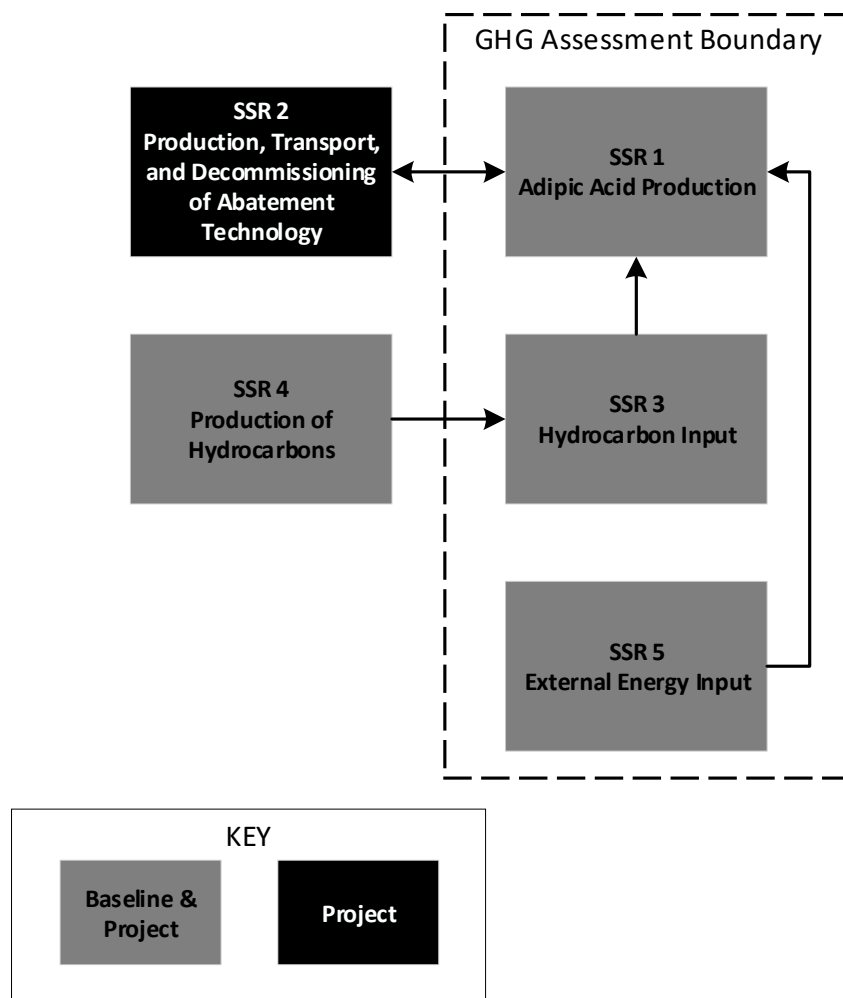 GHG Assessment Boundary
SSR 2
Production, Transport,
and Decommissioning
of Abatement
Technology
SSR 1
Adipic Acid Production
SSR 4
Production of
Hydrocarbons
SSR 3
Hydrocarbon Input
SSR 5
External Energy Input
KEY
Baseline &
Project
Project